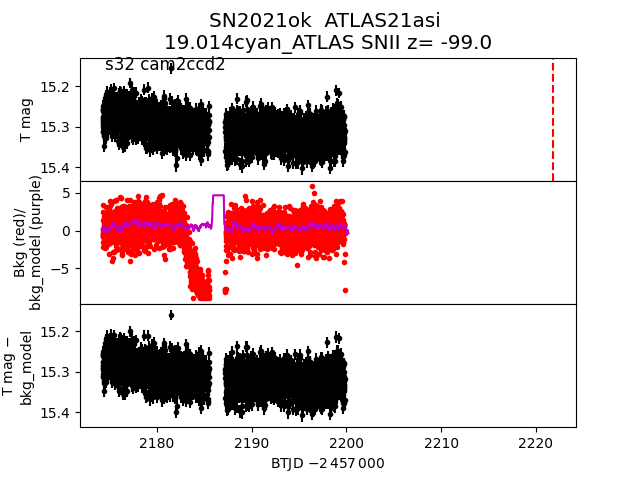 SN2021ok  ATLAS21asi
19.014cyan_ATLAS SNII z= -99.0
s32 cam2ccd2
15.2
15.3
15.4
T mag
5
0
−5
Bkg (red)/
bkg_model (purple)
15.2
15.3
15.4
T mag −
bkg_model
2180
2190
2200
2210
2220
BTJD −2 457 000